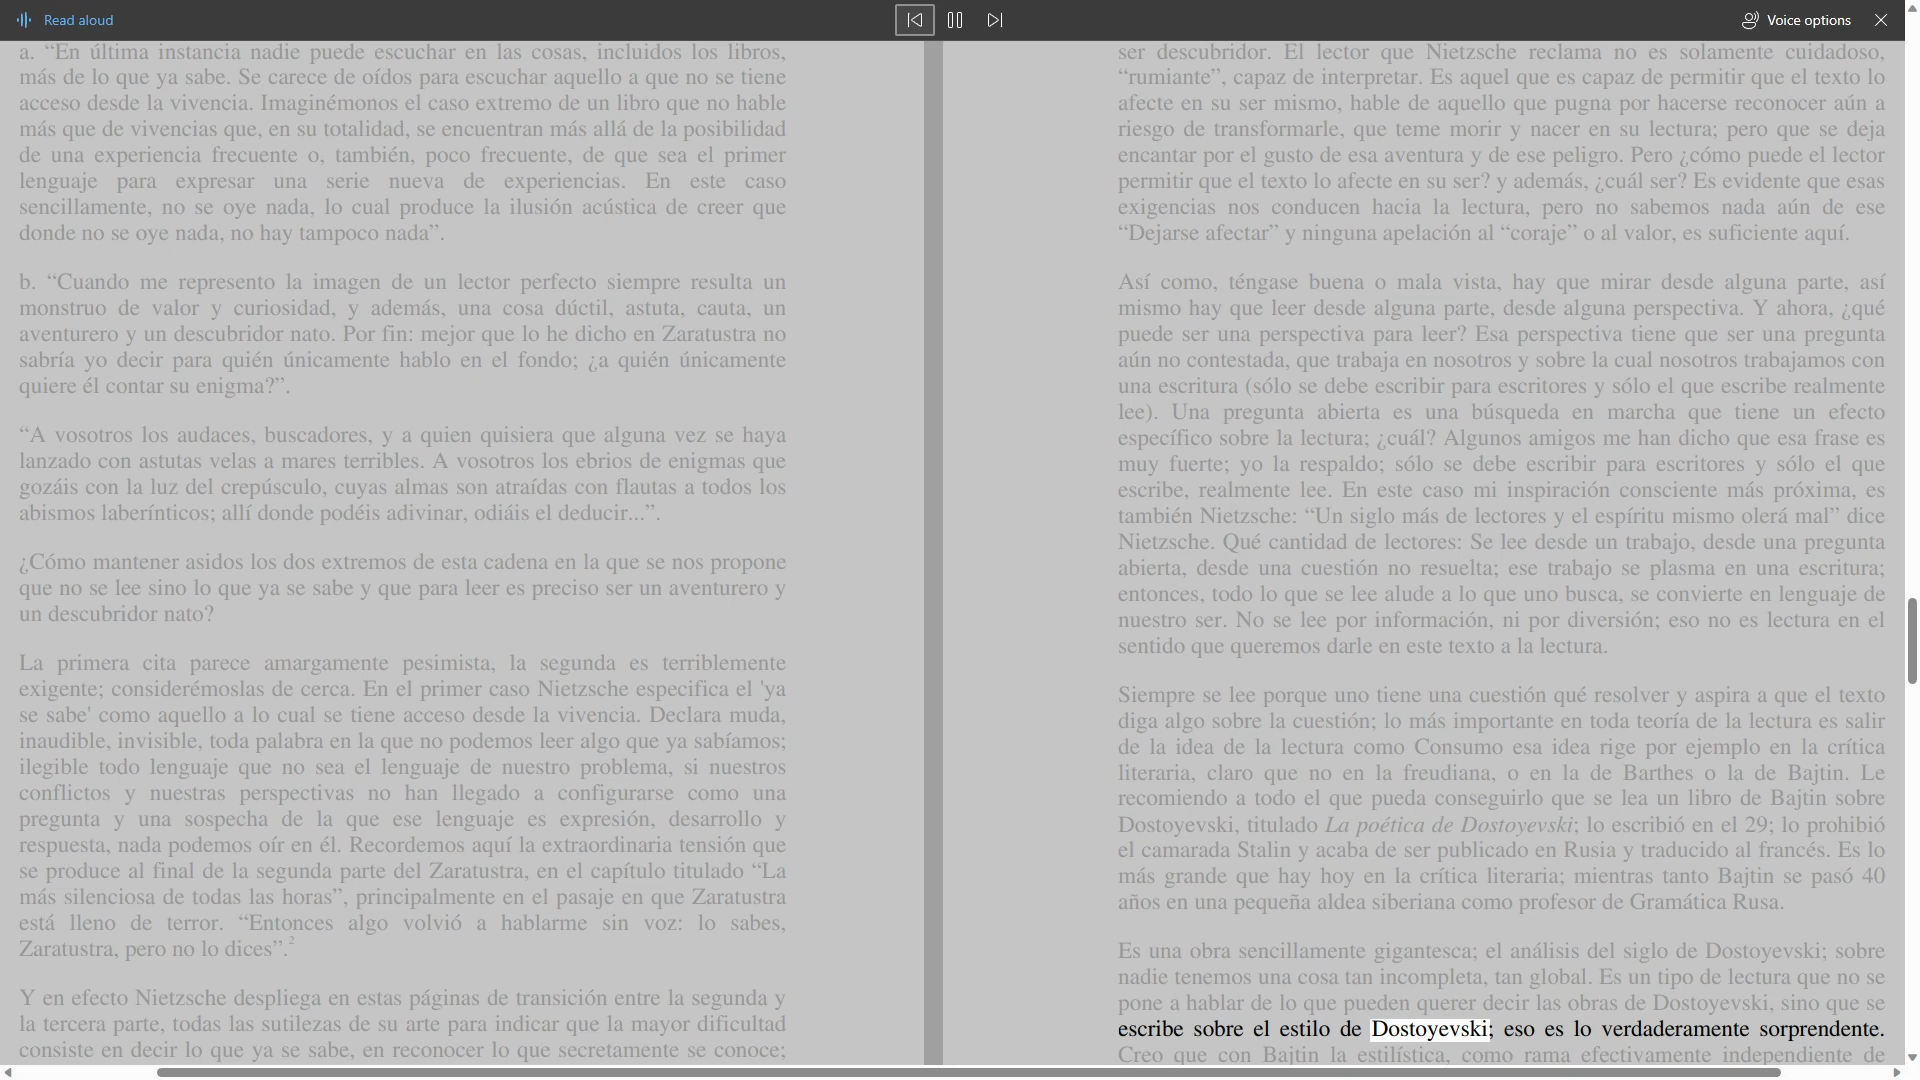 Read aloud
Voice options
a. “En última instancia nadie puede escuchar en las cosas, incluidos los libros,
más de lo que ya sabe. Se carece de oídos para escuchar aquello a que no se tiene
acceso desde la vivencia. Imaginémonos el caso extremo de un libro que no hable
más que de vivencias que, en su totalidad, se encuentran más allá de la posibilidad
de una experiencia frecuente o, también, poco frecuente, de que sea el primer
lenguaje para expresar una serie nueva de experiencias. En este caso
sencillamente, no se oye nada, lo cual produce la ilusión acústica de creer que
donde no se oye nada, no hay tampoco nada”.
b. “Cuando me represento la imagen de un lector perfecto siempre resulta un
monstruo de valor y curiosidad, y además, una cosa dúctil, astuta, cauta, un
aventurero y un descubridor nato. Por fin: mejor que lo he dicho en Zaratustra no
sabría yo decir para quién únicamente hablo en el fondo; ¿a quién únicamente
quiere él contar su enigma?”.
“A vosotros los audaces, buscadores, y a quien quisiera que alguna vez se haya
lanzado con astutas velas a mares terribles. A vosotros los ebrios de enigmas que
gozáis con la luz del crepúsculo, cuyas almas son atraídas con flautas a todos los
abismos laberínticos; allí donde podéis adivinar, odiáis el deducir...”.
¿Cómo mantener asidos los dos extremos de esta cadena en la que se nos propone
que no se lee sino lo que ya se sabe y que para leer es preciso ser un aventurero y
un descubridor nato?
La primera cita parece amargamente pesimista, la segunda es terriblemente
exigente; considerémoslas de cerca. En el primer caso Nietzsche especifica el 'ya
se sabe' como aquello a lo cual se tiene acceso desde la vivencia. Declara muda,
inaudible, invisible, toda palabra en la que no podemos leer algo que ya sabíamos;
ilegible todo lenguaje que no sea el lenguaje de nuestro problema, si nuestros
conflictos y nuestras perspectivas no han llegado a configurarse como una
pregunta y una sospecha de la que ese lenguaje es expresión, desarrollo y
respuesta, nada podemos oír en él. Recordemos aquí la extraordinaria tensión que
se produce al final de la segunda parte del Zaratustra, en el capítulo titulado “La
más silenciosa de todas las horas”, principalmente en el pasaje en que Zaratustra
está lleno de terror. “Entonces algo volvió a hablarme sin voz: lo sabes,
Zaratustra, pero no lo dices”.2
Y en efecto Nietzsche despliega en estas páginas de transición entre la segunda y
la tercera parte, todas las sutilezas de su arte para indicar que la mayor dificultad
consiste en decir lo que ya se sabe, en reconocer lo que secretamente se conoce;
ser descubridor. El lector que Nietzsche reclama no es solamente cuidadoso,
“rumiante”, capaz de interpretar. Es aquel que es capaz de permitir que el texto lo
afecte en su ser mismo, hable de aquello que pugna por hacerse reconocer aún a
riesgo de transformarle, que teme morir y nacer en su lectura; pero que se deja
encantar por el gusto de esa aventura y de ese peligro. Pero ¿cómo puede el lector
permitir que el texto lo afecte en su ser? y además, ¿cuál ser? Es evidente que esas
exigencias nos conducen hacia la lectura, pero no sabemos nada aún de ese
“Dejarse afectar” y ninguna apelación al “coraje” o al valor, es suficiente aquí.
Así como, téngase buena o mala vista, hay que mirar desde alguna parte, así
mismo hay que leer desde alguna parte, desde alguna perspectiva. Y ahora, ¿qué
puede ser una perspectiva para leer? Esa perspectiva tiene que ser una pregunta
aún no contestada, que trabaja en nosotros y sobre la cual nosotros trabajamos con
una escritura (sólo se debe escribir para escritores y sólo el que escribe realmente
lee). Una pregunta abierta es una búsqueda en marcha que tiene un efecto
específico sobre la lectura; ¿cuál? Algunos amigos me han dicho que esa frase es
muy fuerte; yo la respaldo; sólo se debe escribir para escritores y sólo el que
escribe, realmente lee. En este caso mi inspiración consciente más próxima, es
también Nietzsche: “Un siglo más de lectores y el espíritu mismo olerá mal” dice
Nietzsche. Qué cantidad de lectores: Se lee desde un trabajo, desde una pregunta
abierta, desde una cuestión no resuelta; ese trabajo se plasma en una escritura;
entonces, todo lo que se lee alude a lo que uno busca, se convierte en lenguaje de
nuestro ser. No se lee por información, ni por diversión; eso no es lectura en el
sentido que queremos darle en este texto a la lectura.
Siempre se lee porque uno tiene una cuestión qué resolver y aspira a que el texto
diga algo sobre la cuestión; lo más importante en toda teoría de la lectura es salir
de la idea de la lectura como Consumo esa idea rige por ejemplo en la crítica
literaria, claro que no en la freudiana, o en la de Barthes o la de Bajtin. Le
recomiendo a todo el que pueda conseguirlo que se lea un libro de Bajtin sobre
Dostoyevski, titulado La poética de Dostoyevski; lo escribió en el 29; lo prohibió
el camarada Stalin y acaba de ser publicado en Rusia y traducido al francés. Es lo
más grande que hay hoy en la crítica literaria; mientras tanto Bajtin se pasó 40
años en una pequeña aldea siberiana como profesor de Gramática Rusa.
Es una obra sencillamente gigantesca; el análisis del siglo de Dostoyevski; sobre
nadie tenemos una cosa tan incompleta, tan global. Es un tipo de lectura que no se
pone a hablar de lo que pueden querer decir las obras de Dostoyevski, sino que se
escribe sobre el estilo de Dostoyevski; eso es lo verdaderamente sorprendente.
Creo que con Bajtin la estilística, como rama efectivamente independiente de